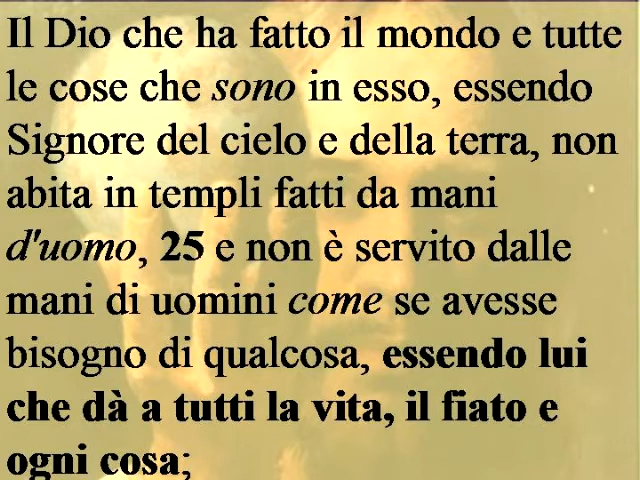 Il Dio che ha fatto il mondo e tutte
le cose che sono in esso, essendo
Signore del cielo e della terra, non
abita in templi fatti da mani
d'uomo, 25 e non è servito dalle
mani di uomini come se avesse
bisogno di qualcosa, essendo lui
che dà a tutti la vita, il fiato e
ogni cosa;